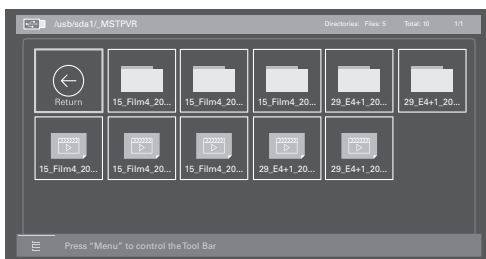 /usb/sda1/_MSTPVR Directories: Files: 5 Total: 10 1/1
Return 15_Film4_20... 15_Film4_20... 15_Film4_20... 29_E4+1_20... 29_E4+1_20...
15_Film4_20... 15_Film4_20... 15_Film4_20... 29_E4+1_20... 29_E4+1_20...
Press "Menu" to control the Tool Bar